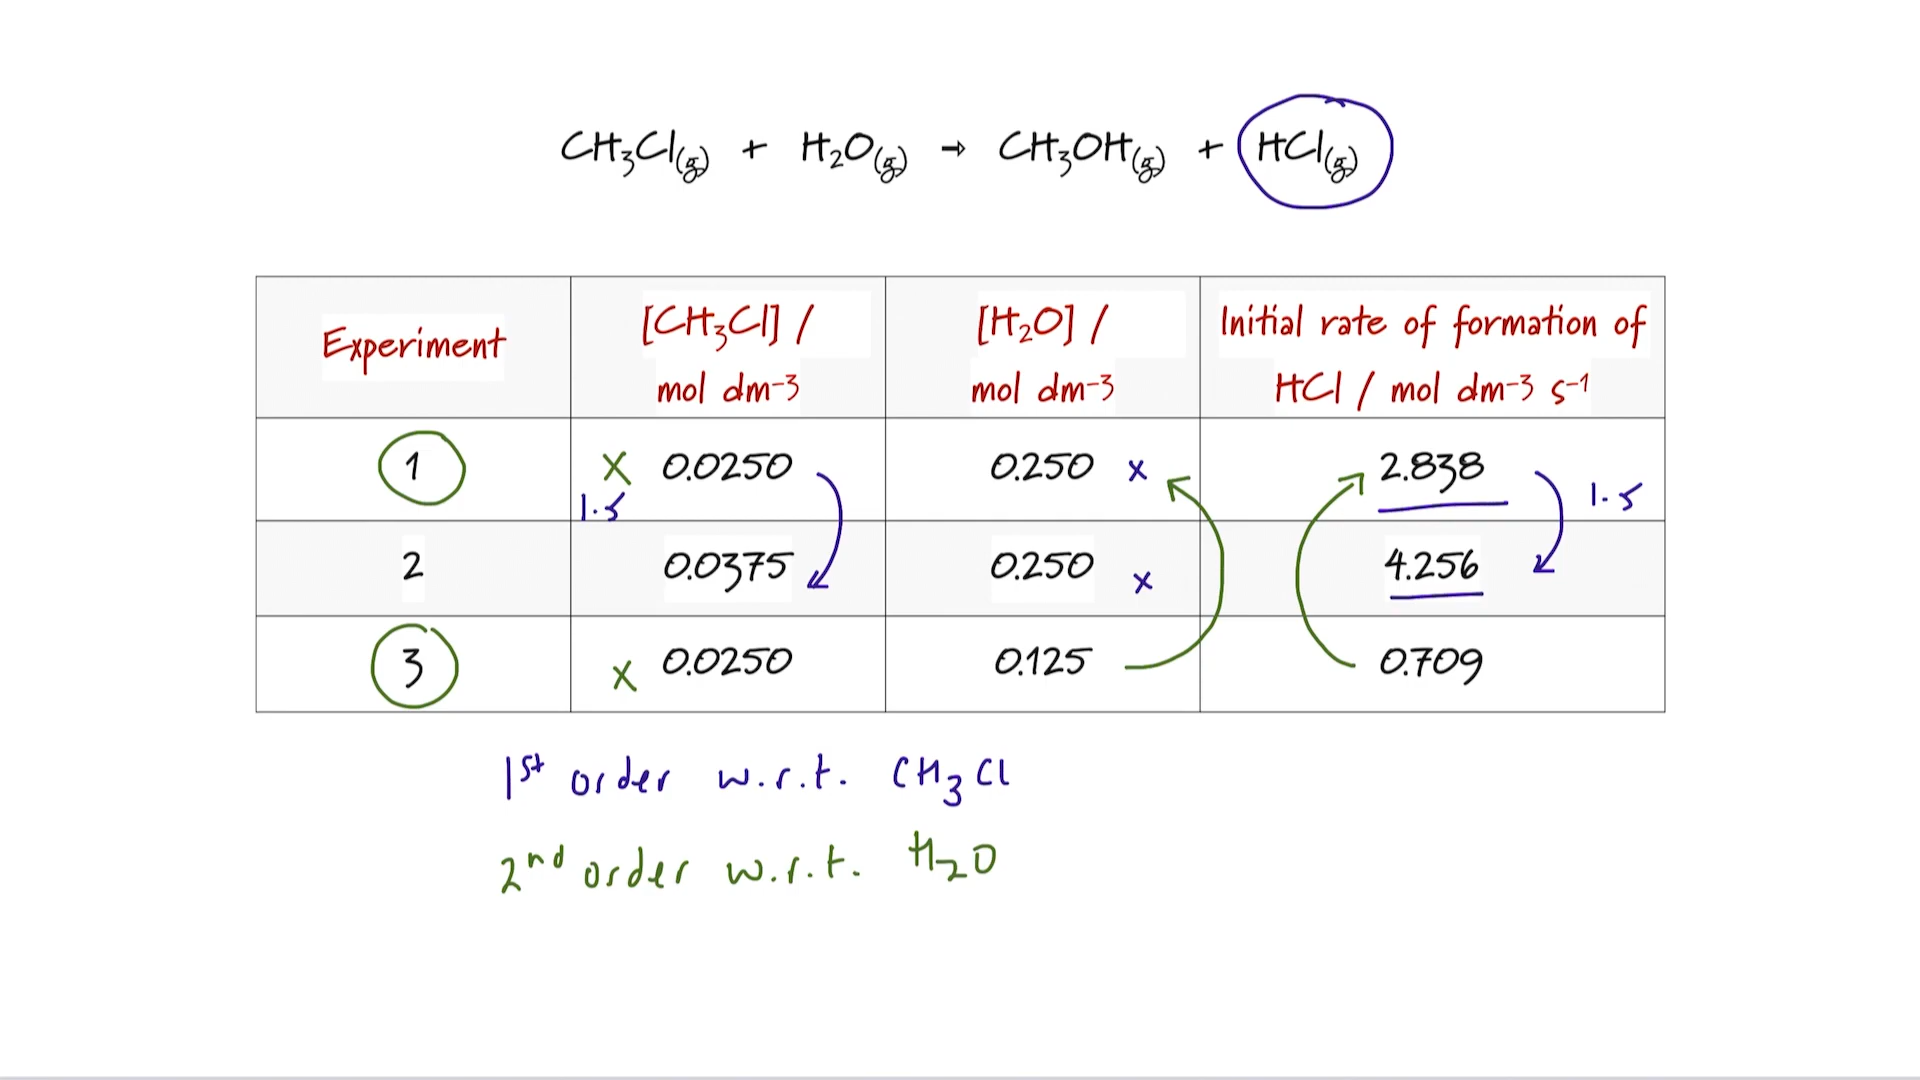 CH₃Cl(g) + H₂O(g) → CH₃OH(g) + HCl(g)
Experiment
[CH₃Cl] /
mol dm⁻³
[H₂O] /
mol dm⁻³
Initial rate of formation of
HCl / mol dm⁻³ s⁻¹
1 x 0.0250 0.250 x 2.838 1.5
1.5
2 0.0375 0.250 x 4.256
3 x 0.0250 0.125 0.709
1st order w.r.t. CH₃Cl
2nd order w.r.t. H₂O